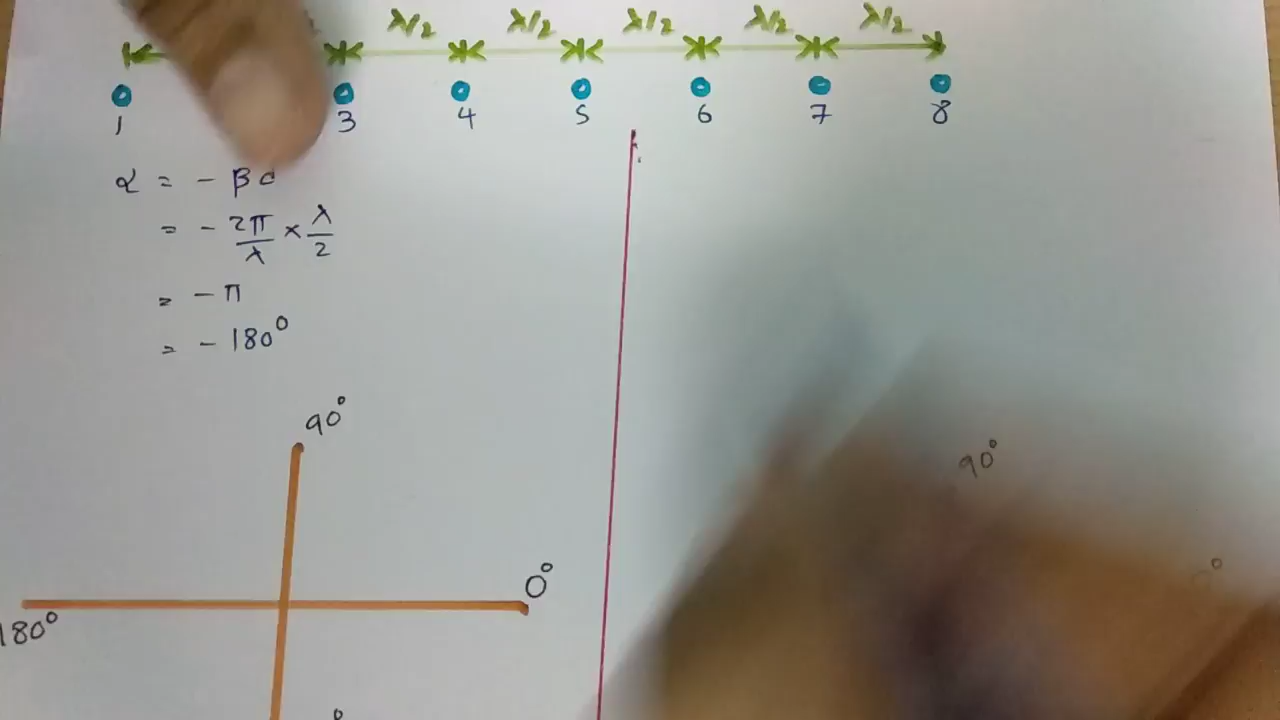 λ/2 λ/2 λ/2 λ/2 λ/2
1 3 4 5 6 7 8
α = - βd
= - 2π/λ × λ/2
= - π
= - 180°
90°
0°
180°
90°